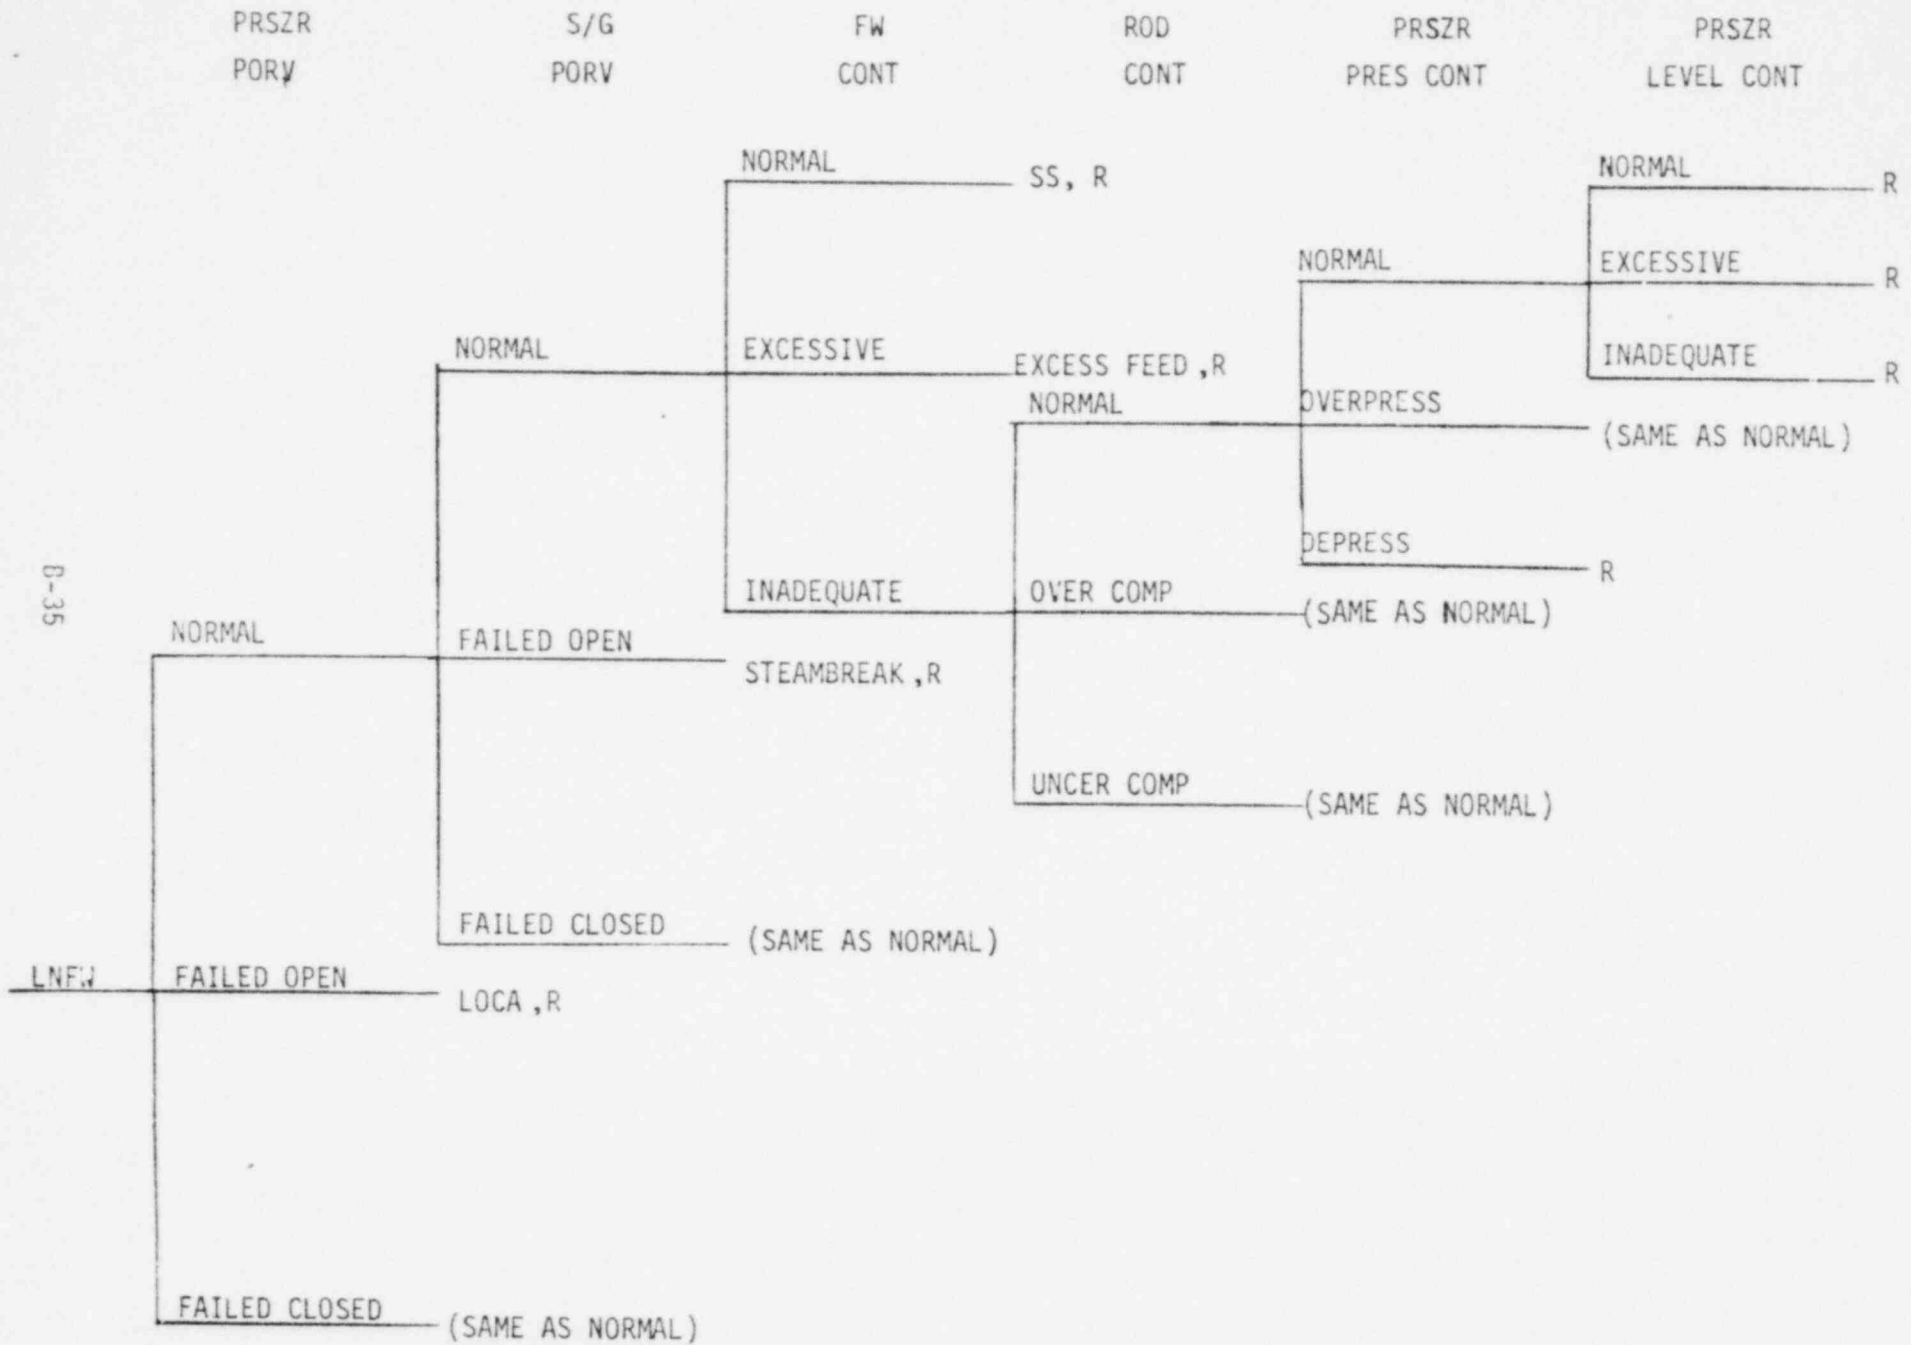 PRSZR PORV
S/G PORV
FW CONT
ROD CONT
PRSZR PRES CONT
PRSZR LEVEL CONT
NORMAL
SS, R
NORMAL
R
NORMAL
EXCESSIVE
R
NORMAL
EXCESSIVE
EXCESS FEED ,R
INADEQUATE
R
NORMAL
OVERPRESS
(SAME AS NORMAL)
DEPRESS
R
B-35
INADEQUATE
OVER COMP
(SAME AS NORMAL)
NORMAL
FAILED OPEN
STEAMBREAK ,R
UNCER COMP
(SAME AS NORMAL)
FAILED CLOSED
(SAME AS NORMAL)
LNFW
FAILED OPEN
LOCA ,R
FAILED CLOSED
(SAME AS NORMAL)